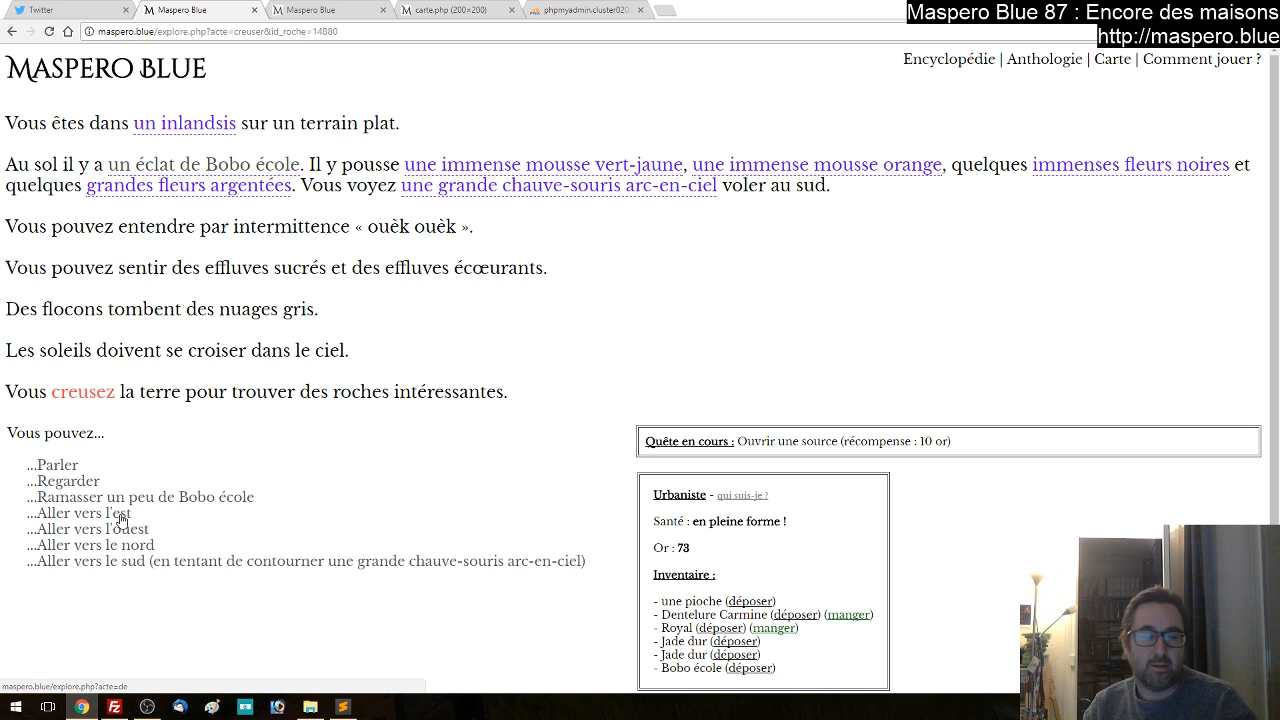 Twitter
Maspero Blue
Maspero Blue
carte.php (200×200)
phpmyadmin.cluster020
Maspero Blue 87 : Encore des maisons
http://maspero.blue
maspero.blue/explore.php?acte=creuser&id_roche=14880
Maspero Blue
Encyclopédie | Anthologie | Carte | Comment jouer ?
Vous êtes dans un inlandsis sur un terrain plat.
Au sol il y a un éclat de Bobo école. Il y pousse une immense mousse vert-jaune, une immense mousse orange, quelques immenses fleurs noires et
quelques grandes fleurs argentées. Vous voyez une grande chauve-souris arc-en-ciel voler au sud.
Vous pouvez entendre par intermittence « ouèk ouèk ».
Vous pouvez sentir des effluves sucrés et des effluves écœurants.
Des flocons tombent des nuages gris.
Les soleils doivent se croiser dans le ciel.
Vous creusez la terre pour trouver des roches intéressantes.
Vous pouvez...
...Parler
...Regarder
...Ramasser un peu de Bobo école
...Aller vers l'est
...Aller vers l'ouest
...Aller vers le nord
...Aller vers le sud (en tentant de contourner une grande chauve-souris arc-en-ciel)
Quête en cours : Ouvrir une source (récompense : 10 or)
Urbaniste - qui suis-je ?
Santé : en pleine forme !
Or : 73
Inventaire :
- une pioche (déposer)
- Dentelure Carmine (déposer) (manger)
- Royal (déposer) (manger)
- Jade dur (déposer)
- Jade dur (déposer)
- Bobo école (déposer)
maspero.blue/explore.php?acte=de